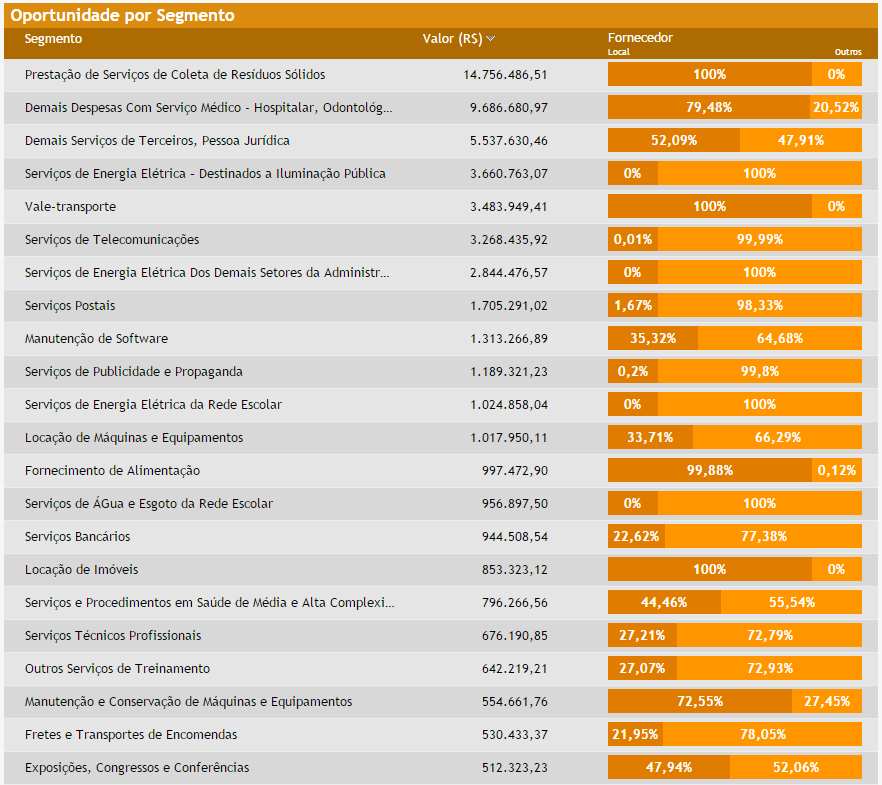 Oportunidade por Segmento
Segmento Valor (R$) Fornecedor
Local Outros
Prestação de Serviços de Coleta de Resíduos Sólidos 14.756.486,51 100% 0%
Demais Despesas Com Serviço Médico - Hospitalar, Odontológ... 9.686.680,97 79,48% 20,52%
Demais Serviços de Terceiros, Pessoa Jurídica 5.537.630,46 52,09% 47,91%
Serviços de Energia Elétrica - Destinados a Iluminação Pública 3.660.763,07 0% 100%
Vale-transporte 3.483.949,41 100% 0%
Serviços de Telecomunicações 3.268.435,92 0,01% 99,99%
Serviços de Energia Elétrica Dos Demais Setores da Administr... 2.844.476,57 0% 100%
Serviços Postais 1.705.291,02 1,67% 98,33%
Manutenção de Software 1.313.266,89 35,32% 64,68%
Serviços de Publicidade e Propaganda 1.189.321,23 0,2% 99,8%
Serviços de Energia Elétrica da Rede Escolar 1.024.858,04 0% 100%
Locação de Máquinas e Equipamentos 1.017.950,11 33,71% 66,29%
Fornecimento de Alimentação 997.472,90 99,88% 0,12%
Serviços de ÁGua e Esgoto da Rede Escolar 956.897,50 0% 100%
Serviços Bancários 944.508,54 22,62% 77,38%
Locação de Imóveis 853.323,12 100% 0%
Serviços e Procedimentos em Saúde de Média e Alta Complexi... 796.266,56 44,46% 55,54%
Serviços Técnicos Profissionais 676.190,85 27,21% 72,79%
Outros Serviços de Treinamento 642.219,21 27,07% 72,93%
Manutenção e Conservação de Máquinas e Equipamentos 554.661,76 72,55% 27,45%
Fretes e Transportes de Encomendas 530.433,37 21,95% 78,05%
Exposições, Congressos e Conferências 512.323,23 47,94% 52,06%